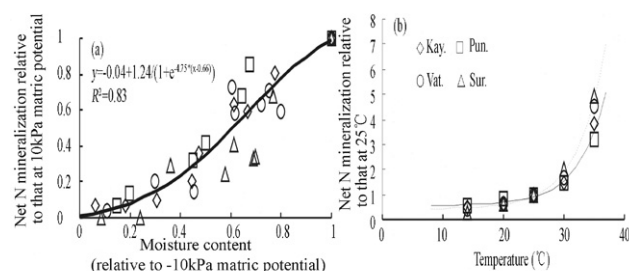 Net N mineralization relative
to that at 10kPa matric potential
(a)
y=-0.04+1.24/(1+e^-4.75*(x-0.66)
R²=0.83
1.0
0.8
0.6
0.4
0.2
0
0 0.2 0.4 0.6 0.8 1
Moisture content
(relative to -10kPa matric potential)
Net N mineralization relative
to that at 25℃
(b)
Kay. Pun.
Vat. Sur.
8
7
6
5
4
3
2
1
0
0 10 20 30 40
Temperature (℃)